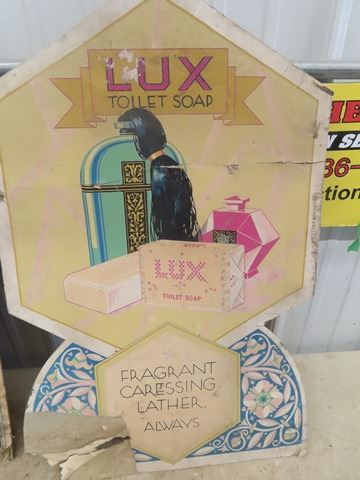 LUX
TOILET SOAP
LUX
TOILET SOAP
FRAGRANT
CARESSING
LATHER.
ALWAYS